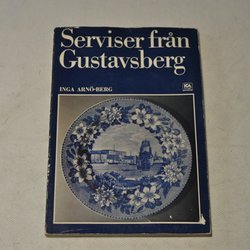 Serviser från
Gustavsberg
INGA ARNÖ-BERG
ICA